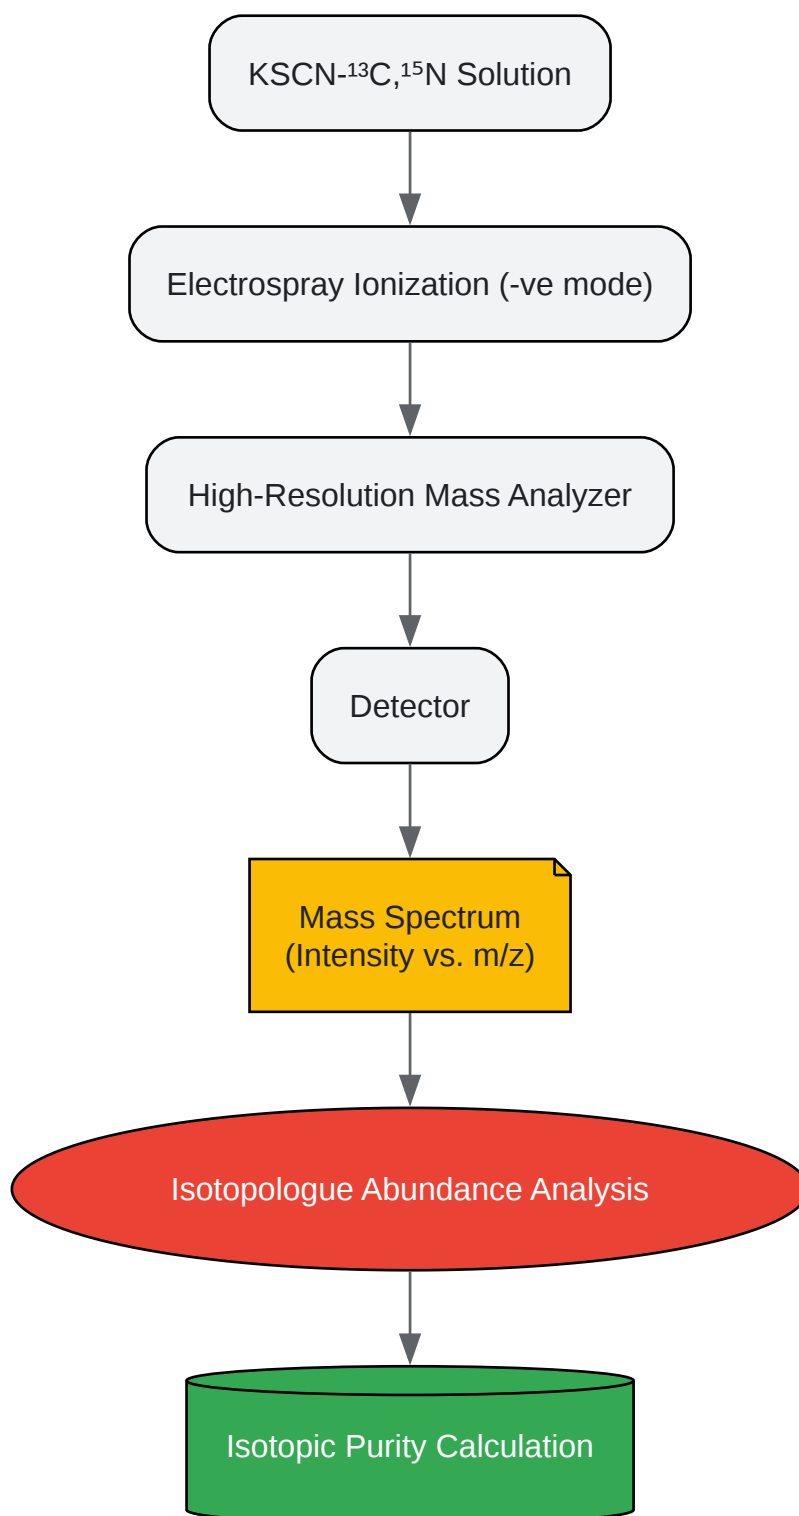 KSCN-¹³C,¹⁵N Solution
Electrospray Ionization (-ve mode)
High-Resolution Mass Analyzer
Detector
Mass Spectrum
(Intensity vs. m/z)
Isotopologue Abundance Analysis
Isotopic Purity Calculation